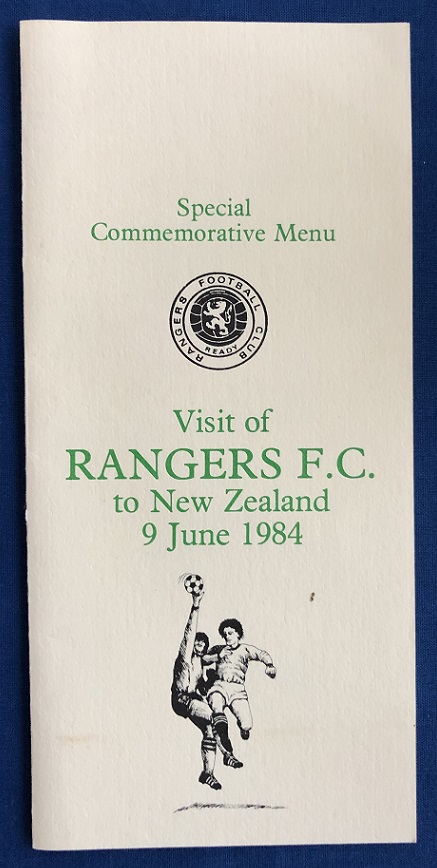 Special
Commemorative Menu
RANGERS FOOTBALL CLUB
READY
Visit of
RANGERS F.C.
to New Zealand
9 June 1984